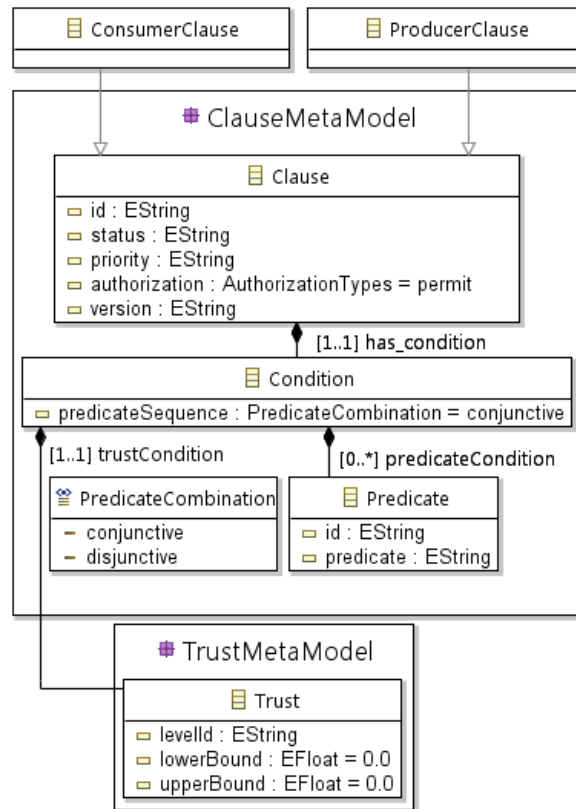 ConsumerClause
ProducerClause
ClauseMetaModel
Clause
id : EString
status : EString
priority : EString
authorization : AuthorizationTypes = permit
version : EString
[1..1] has_condition
Condition
predicateSequence : PredicateCombination = conjunctive
[1..1] trustCondition
[0..*] predicateCondition
PredicateCombination
conjunctive
disjunctive
Predicate
id : EString
predicate : EString
TrustMetaModel
Trust
levelId : EString
lowerBound : EFloat = 0.0
upperBound : EFloat = 0.0